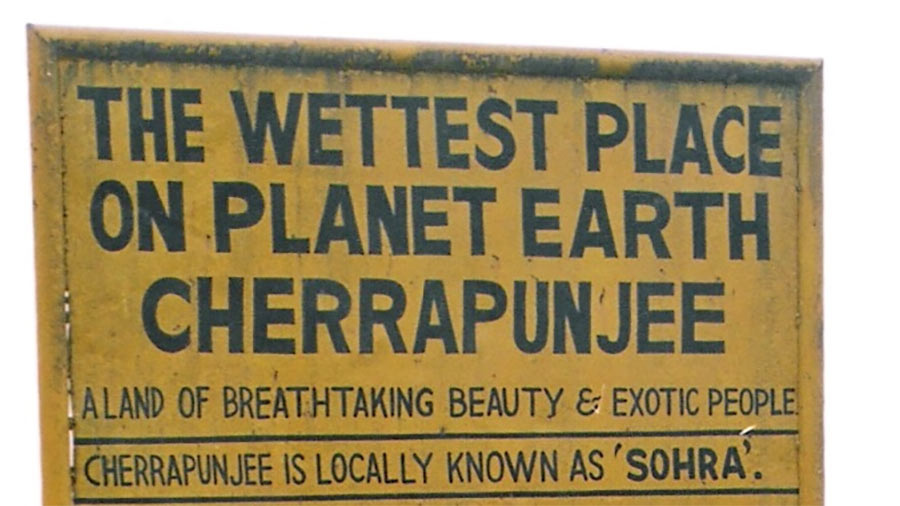 THE WETTEST PLACE
ON PLANET EARTH
CHERRAPUNJEE
A LAND OF BREATHTAKING BEAUTY & EXOTIC PEOPLE.
CHERRAPUNJEE IS LOCALLY KNOWN AS 'SOHRA'.